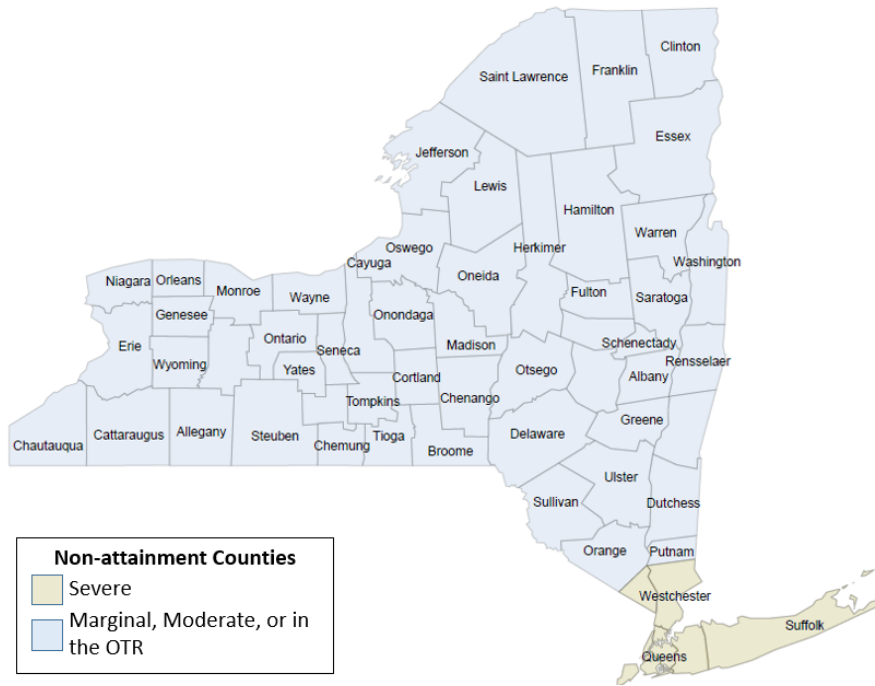 Clinton
Franklin
Saint Lawrence
Essex
Jefferson
Lewis
Hamilton
Warren
Oswego
Herkimer
Cayuga
Washington
Oneida
Niagara
Orleans
Monroe
Wayne
Fulton
Saratoga
Genesee
Onondaga
Ontario
Erie
Seneca
Madison
Schenectady
Wyoming
Yates
Otsego
Rensselaer
Albany
Cortland
Chenango
Tompkins
Greene
Chautauqua
Cattaraugus
Allegany
Steuben
Chemung
Tioga
Broome
Delaware
Ulster
Sullivan
Dutchess
Orange
Putnam
Westchester
Suffolk
Queens
Non-attainment Counties
Severe
Marginal, Moderate, or in
the OTR